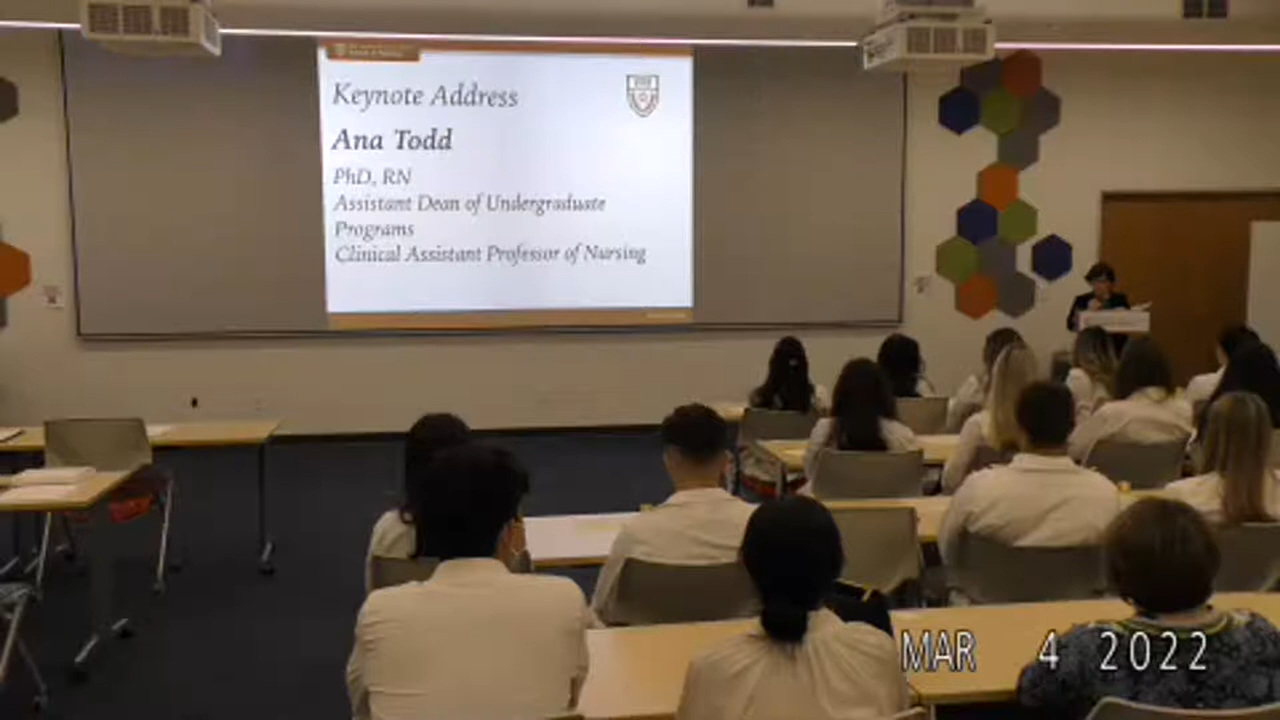 Keynote Address
Ana Todd
PhD, RN
Assistant Dean of Undergraduate
Programs
Clinical Assistant Professor of Nursing
MAR 4 2022